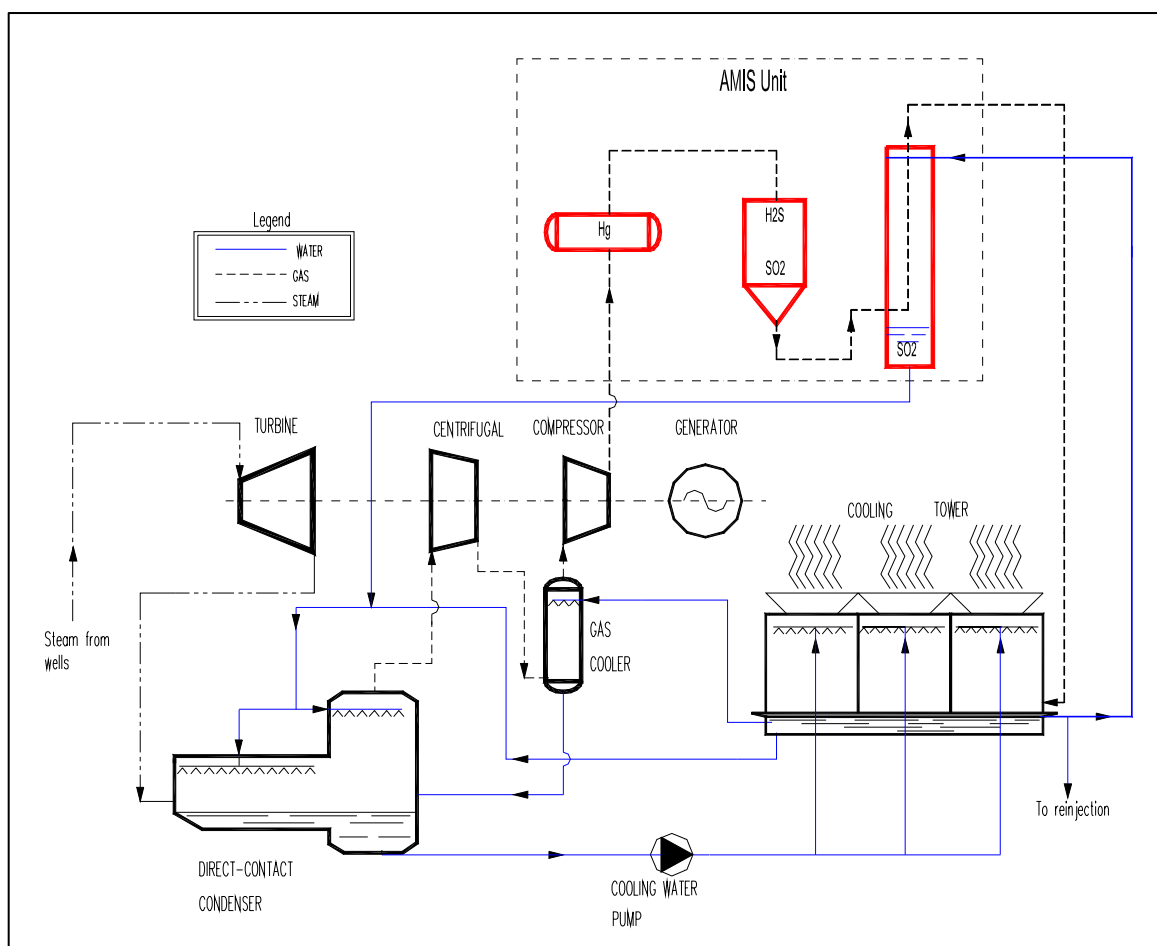 AMIS Unit
Hg
H2S
SO2
SO2
Legend
WATER
GAS
STEAM
TURBINE
CENTRIFUGAL
COMPRESSOR
GENERATOR
COOLING TOWER
Steam from
wells
GAS
COOLER
To reinjection
DIRECT-CONTACT
CONDENSER
COOLING WATER
PUMP